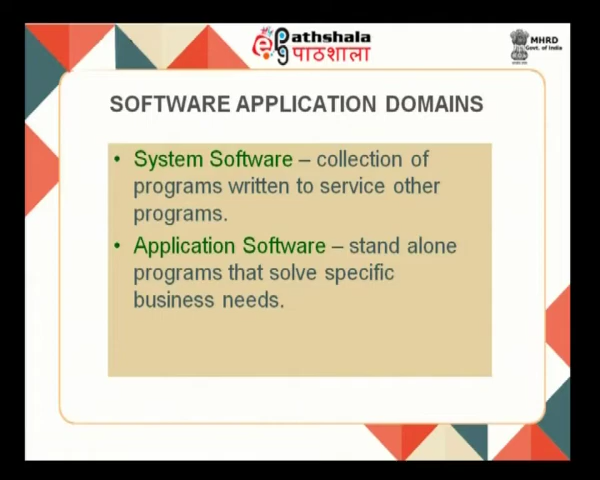 ePG Pathshala
पाठशाला
MHRD
Govt. of India
SOFTWARE APPLICATION DOMAINS
• System Software – collection of
programs written to service other
programs.
• Application Software – stand alone
programs that solve specific
business needs.